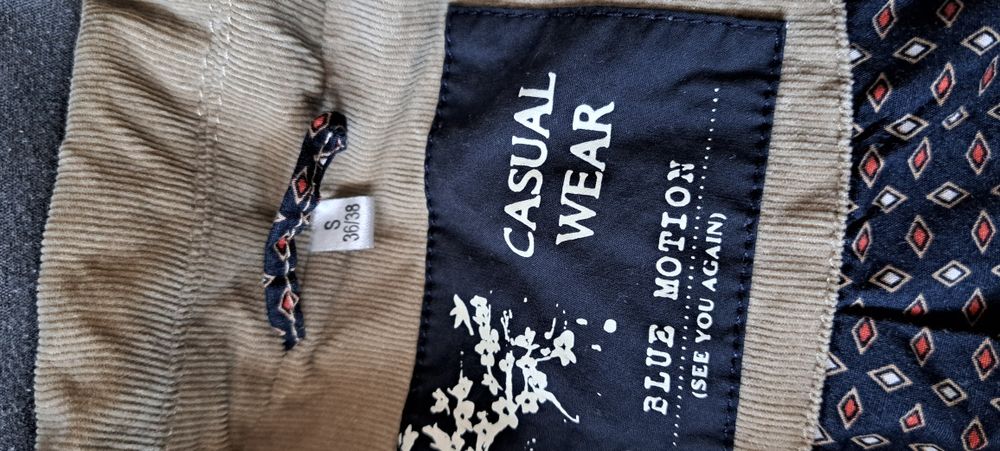 S
36/38
CASUAL
WEAR
BLUE MOTION
(SEE YOU AGAIN)